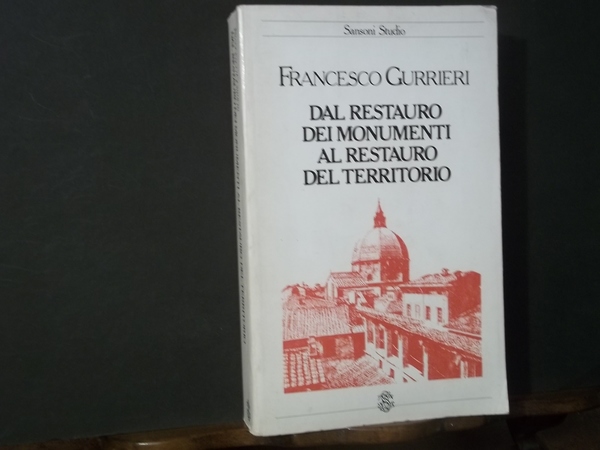 Sansoni Studio
FRANCESCO GURRIERI
DAL RESTAURO
DEI MONUMENTI
AL RESTAURO
DEL TERRITORIO